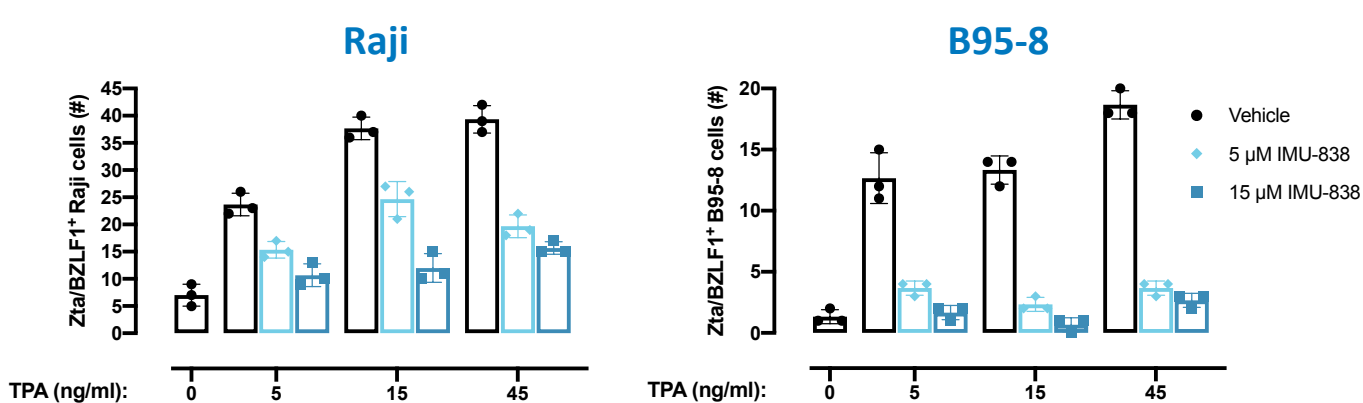 Raji
Zta/BZLF1⁺ Raji cells (#)
45
40
35
30
25
20
15
10
5
0
TPA (ng/ml):
0 5 15 45
B95-8
Zta/BZLF1⁺ B95-8 cells (#)
20
15
10
5
0
TPA (ng/ml):
0 5 15 45
Vehicle
5 µM IMU-838
15 µM IMU-838